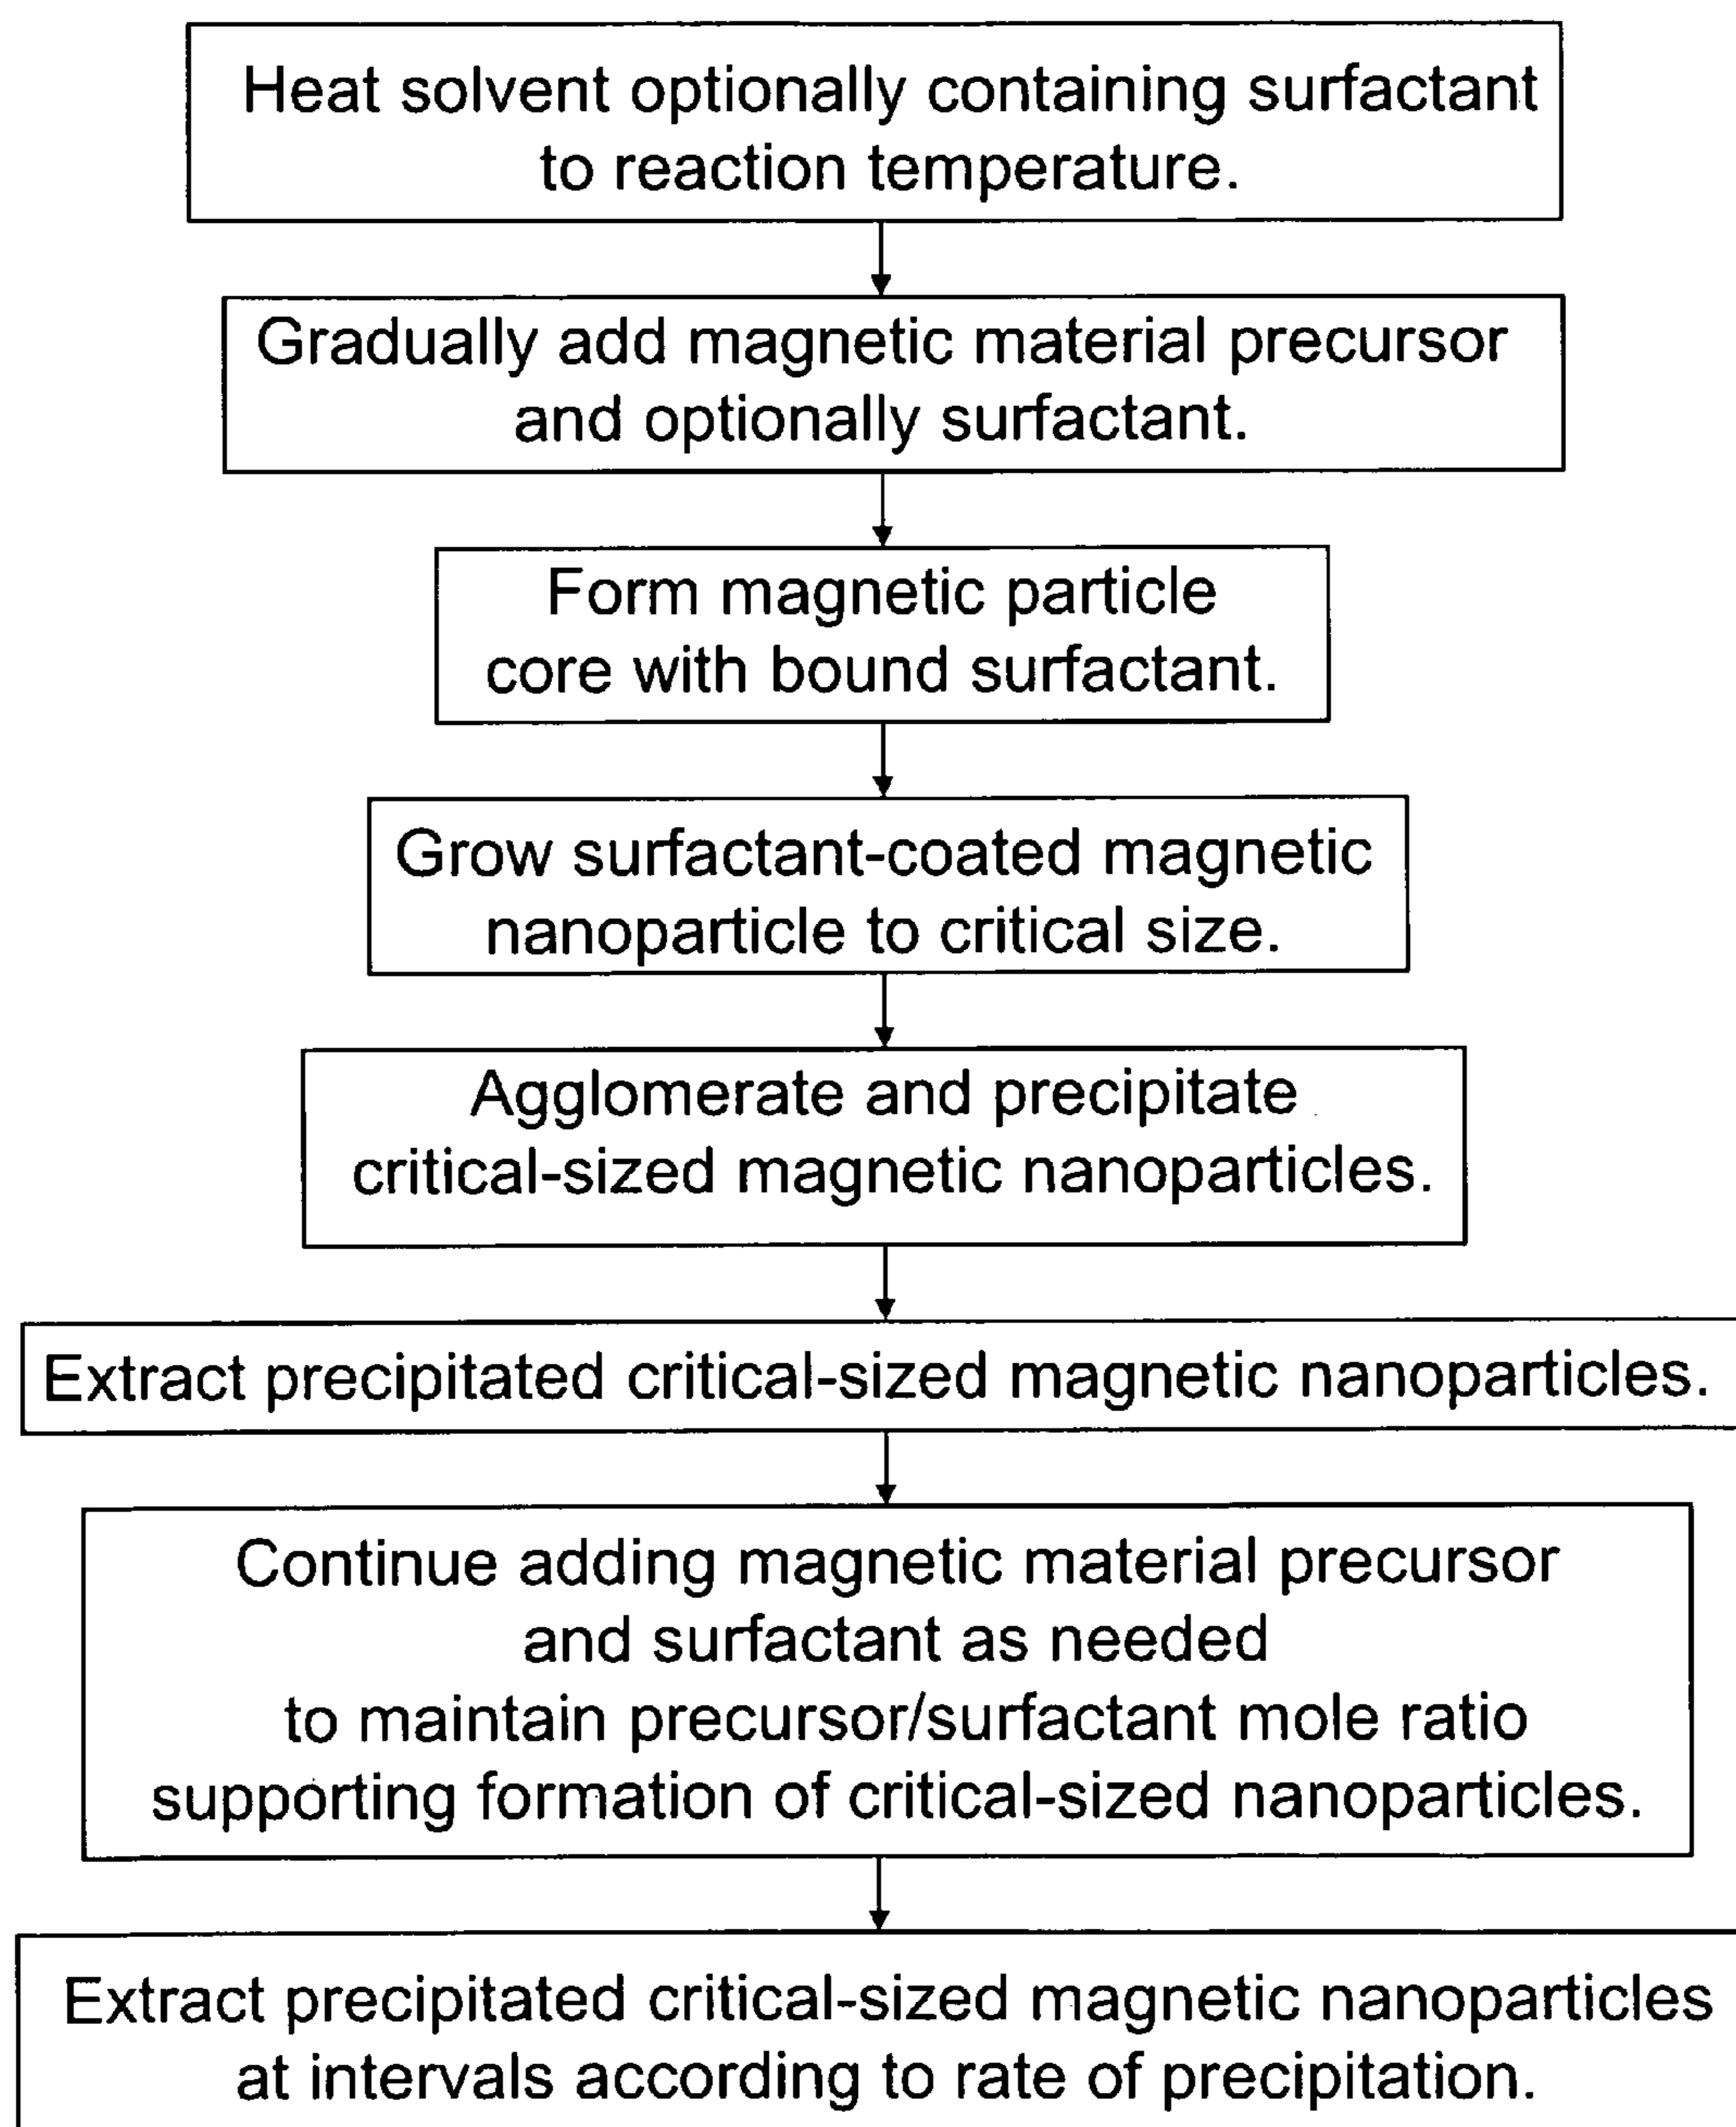 Heat solvent optionally containing surfactant
to reaction temperature.
Gradually add magnetic material precursor
and optionally surfactant.
Form magnetic particle
core with bound surfactant.
Grow surfactant-coated magnetic
nanoparticle to critical size.
Agglomerate and precipitate
critical-sized magnetic nanoparticles.
Extract precipitated critical-sized magnetic nanoparticles.
Continue adding magnetic material precursor
and surfactant as needed
to maintain precursor/surfactant mole ratio
supporting formation of critical-sized nanoparticles.
Extract precipitated critical-sized magnetic nanoparticles
at intervals according to rate of precipitation.